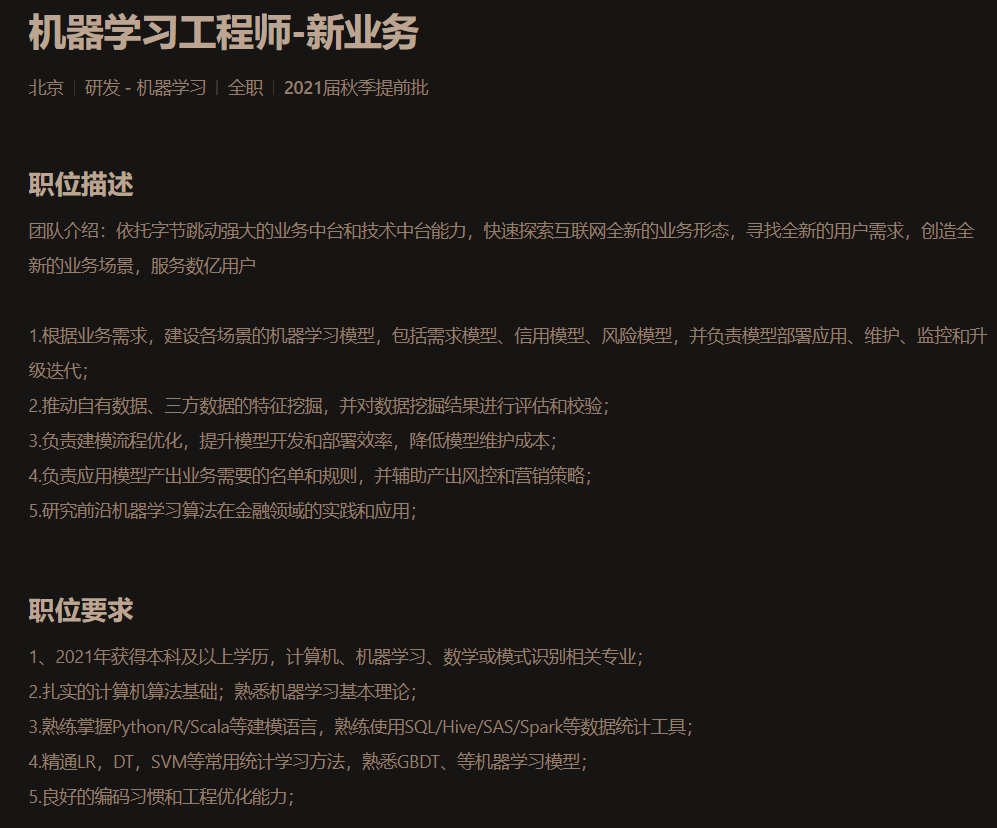 机器学习工程师-新业务
北京 | 研发 - 机器学习 | 全职 | 2021届秋季提前批
职位描述
团队介绍：依托字节跳动强大的业务中台和技术中台能力，快速探索互联网全新的业务形态，寻找全新的用户需求，创造全
新的业务场景，服务数亿用户
1.根据业务需求，建设各场景的机器学习模型，包括需求模型、信用模型、风险模型，并负责模型部署应用、维护、监控和升
级迭代；
2.推动自有数据、三方数据的特征挖掘，并对数据挖掘结果进行评估和校验；
3.负责建模流程优化，提升模型开发和部署效率，降低模型维护成本；
4.负责应用模型产出业务需要的名单和规则，并辅助产出风控和营销策略；
5.研究前沿机器学习算法在金融领域的实践和应用；
职位要求
1、2021年获得本科及以上学历，计算机、机器学习、数学或模式识别相关专业；
2.扎实的计算机算法基础；熟悉机器学习基本理论；
3.熟练掌握Python/R/Scala等建模语言，熟练使用SQL/Hive/SAS/Spark等数据统计工具；
4.精通LR，DT，SVM等常用统计学习方法，熟悉GBDT、等机器学习模型；
5.良好的编码习惯和工程优化能力；